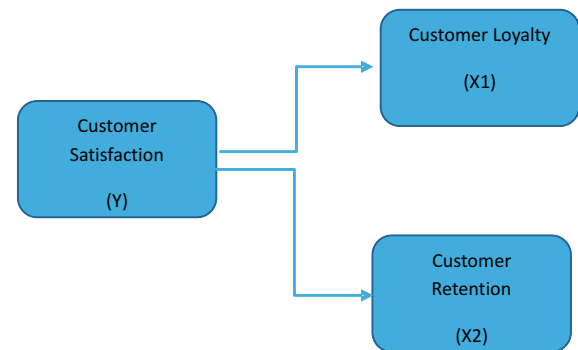 Customer Loyalty
(X1)
Customer
Satisfaction
(Y)
Customer
Retention
(X2)